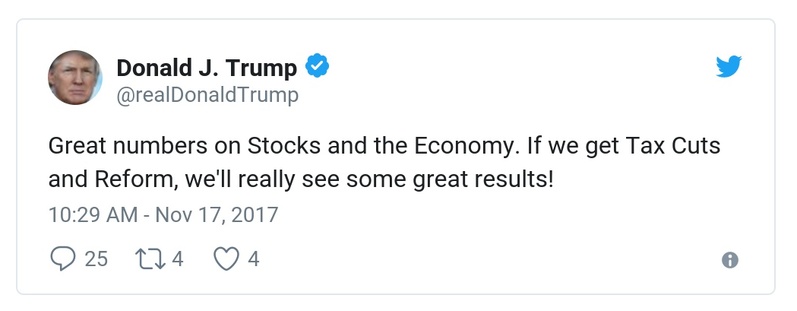 Donald J. Trump
@realDonaldTrump
Great numbers on Stocks and the Economy. If we get Tax Cuts
and Reform, we'll really see some great results!
10:29 AM - Nov 17, 2017
25 4 4